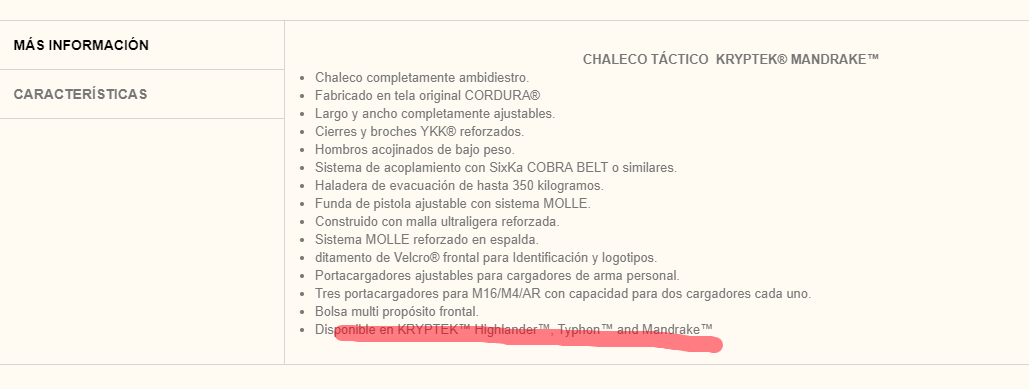 MÁS INFORMACIÓN
CARACTERÍSTICAS
CHALECO TÁCTICO KRYPTEK® MANDRAKE™
Chaleco completamente ambidiestro.
Fabricado en tela original CORDURA®
Largo y ancho completamente ajustables.
Cierres y broches YKK® reforzados.
Hombros acojinados de bajo peso.
Sistema de acoplamiento con SixKa COBRA BELT o similares.
Haladera de evacuación de hasta 350 kilogramos.
Funda de pistola ajustable con sistema MOLLE.
Construido con malla ultraligera reforzada.
Sistema MOLLE reforzado en espalda.
ditamento de Velcro® frontal para Identificación y logotipos.
Portacargadores ajustables para cargadores de arma personal.
Tres portacargadores para M16/M4/AR con capacidad para dos cargadores cada uno.
Bolsa multi propósito frontal.
Disponible en KRYPTEK™ Highlander™, Typhon™ and Mandrake™